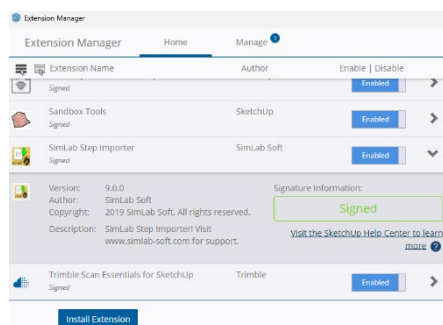 Extension Manager
Extension Manager Home Manage 1
Extension Name Author Enable | Disable
Signed Enabled
Sandbox Tools SketchUp
Signed Enabled
SimLab Step Importer SimLab Soft
Signed Enabled
Version: 9.0.0 Signature Information:
Author: SimLab Soft
Copyright: 2019 SimLab Soft. All rights reserved. Signed
Description: SimLab Step Importer! Visit Visit the SketchUp Help Center to learn
www.simlab-soft.com for support. more ?
Trimble Scan Essentials for SketchUp Trimble
Signed Enabled
Install Extension